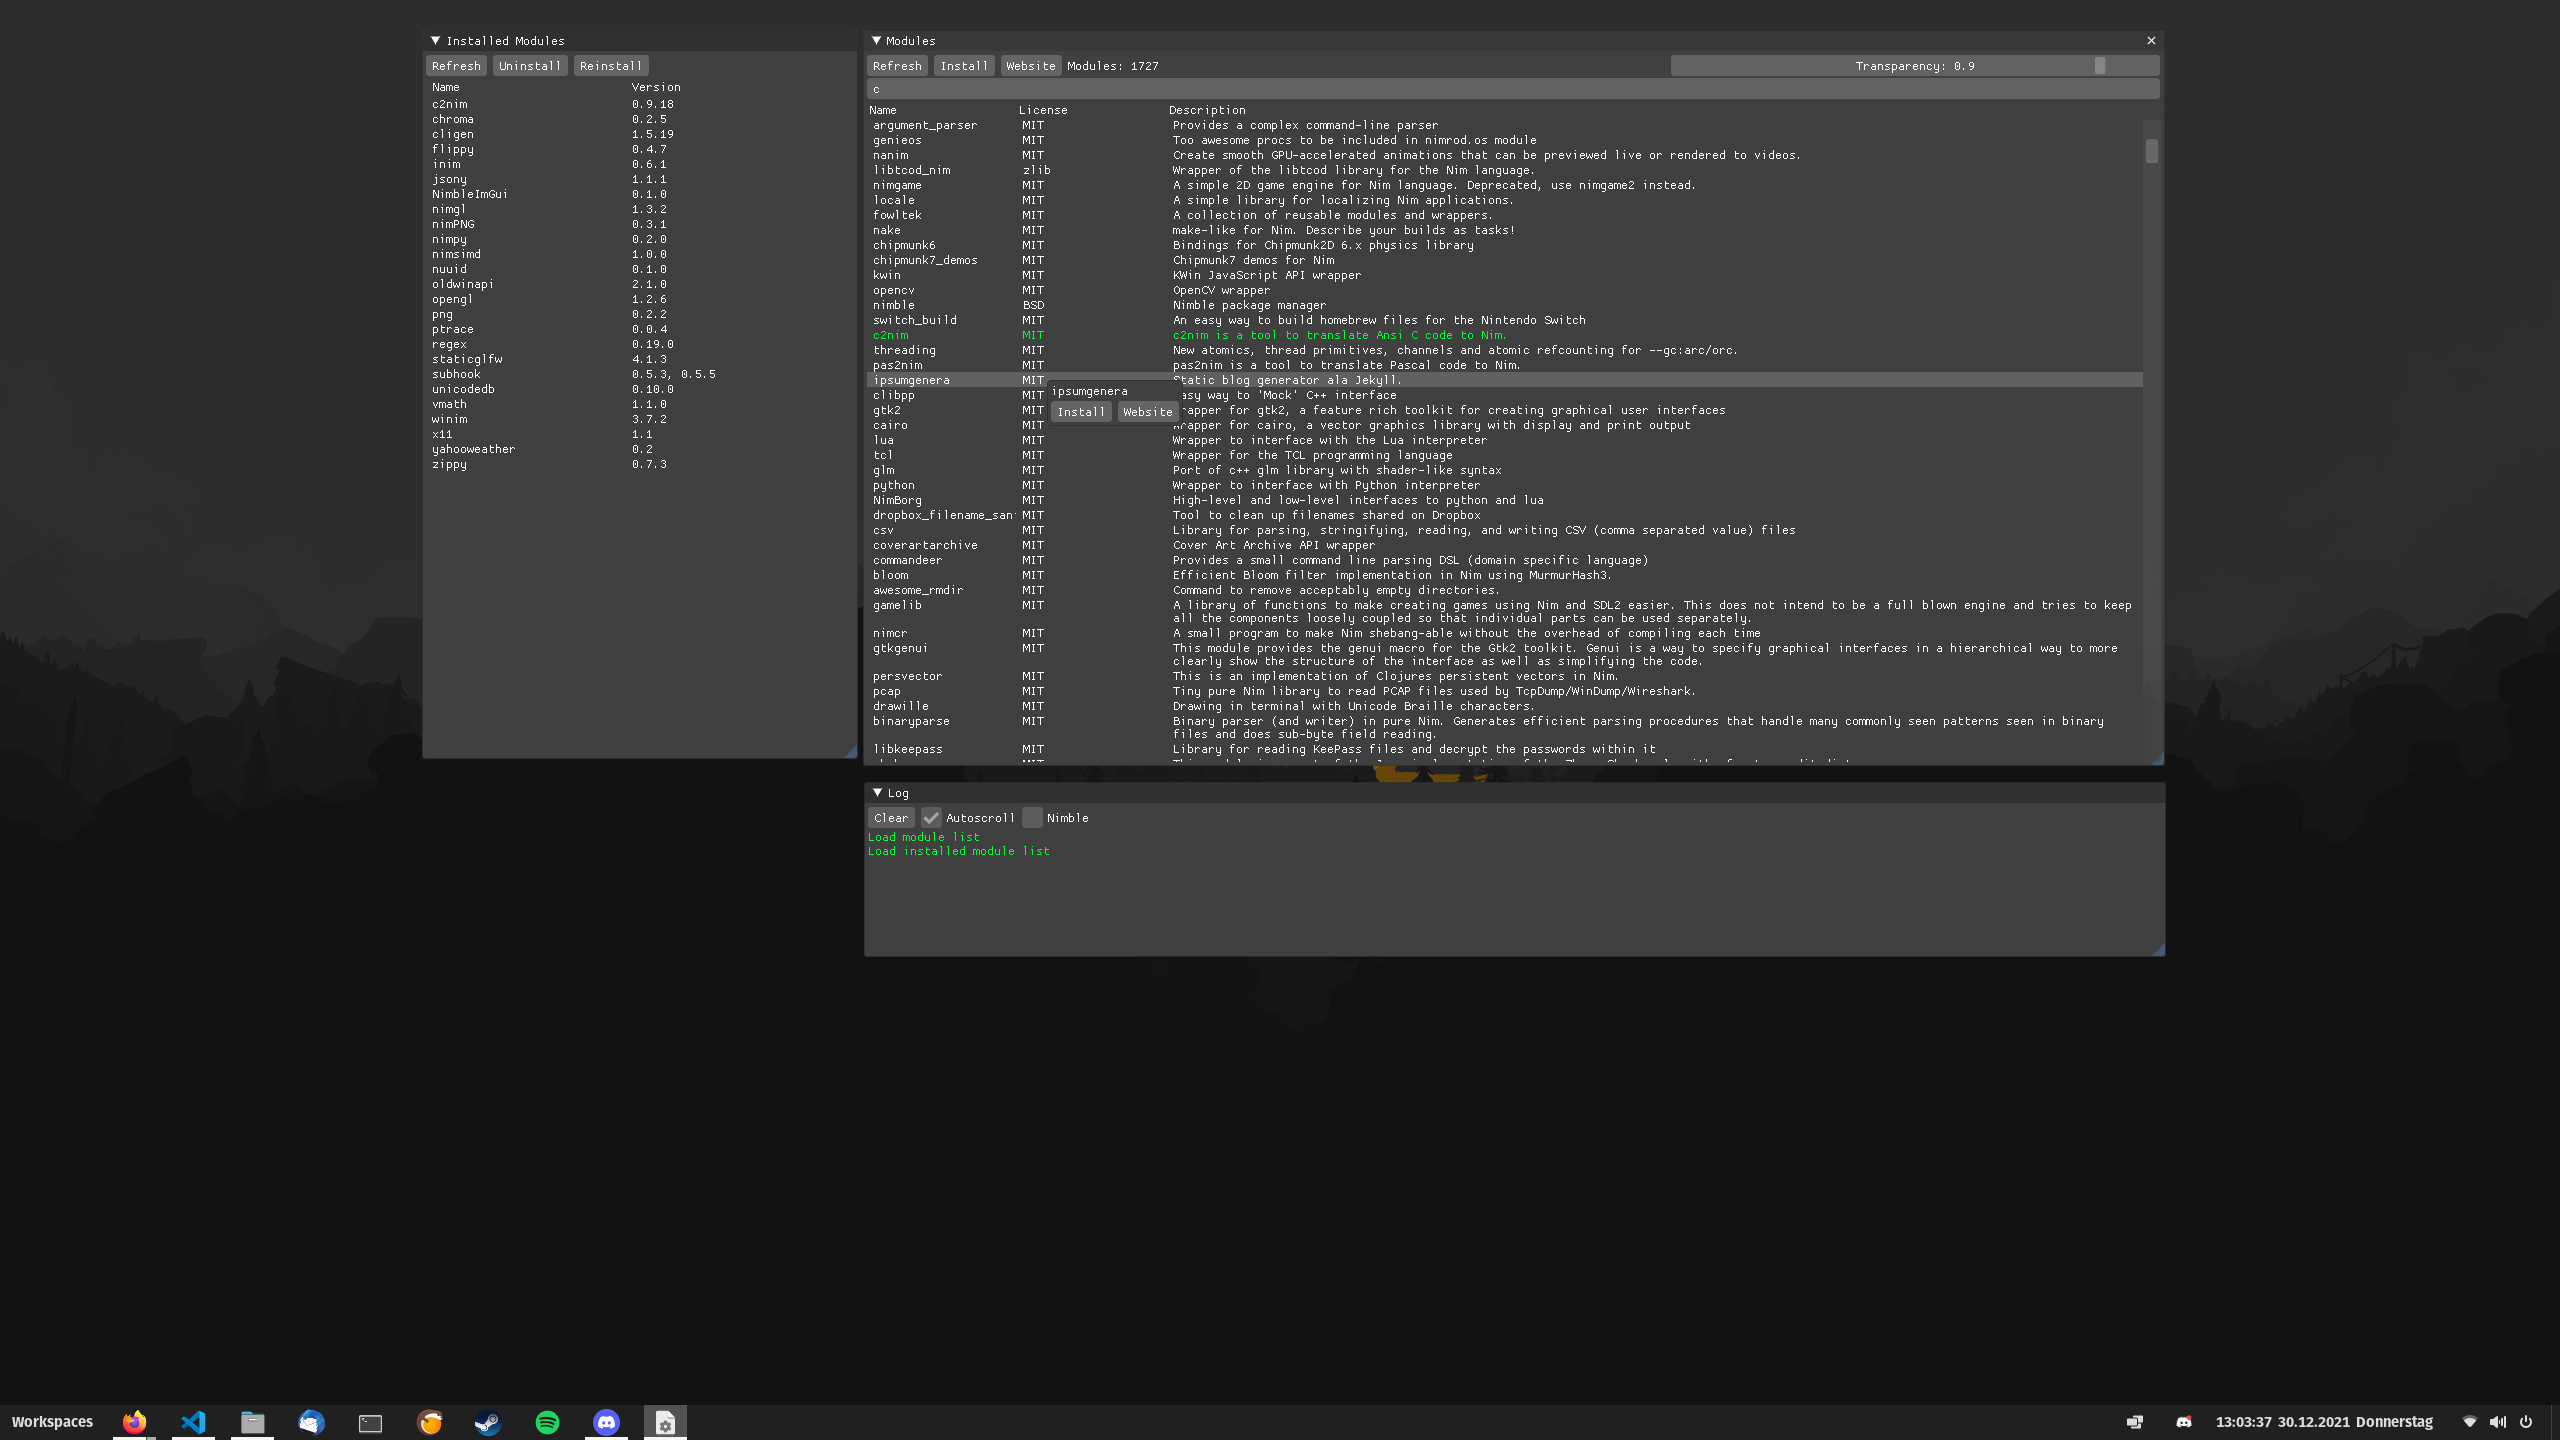 Installed Modules
Refresh Uninstall Reinstall
Name Version
c2nim 0.9.18
chroma 0.2.5
cligen 1.5.19
flippy 0.4.7
inim 0.6.1
jsony 1.1.1
NimbleImGui 0.1.0
nimgl 1.3.2
nimPNG 0.3.1
nimpy 0.2.0
nimsimd 1.0.0
nuuid 0.1.0
oldwinapi 2.1.0
opengl 1.2.6
png 0.2.2
ptrace 0.0.4
regex 0.19.0
staticglfw 4.1.3
subhook 0.5.3, 0.5.5
unicodedb 0.10.0
vmath 1.1.0
winim 3.7.2
x11 1.1
yahooweather 0.2
zippy 0.7.3
Modules
Refresh Install Website Modules: 1727 Transparency: 0.9
c
Name License Description
argument_parser MIT Provides a complex command-line parser
genieos MIT Too awesome procs to be included in nimrod.os module
nanim MIT Create smooth GPU-accelerated animations that can be previewed live or rendered to videos.
libtcod_nim zlib Wrapper of the libtcod library for the Nim language.
nimgame MIT A simple 2D game engine for Nim language. Deprecated, use nimgame2 instead.
locale MIT A simple library for localizing Nim applications.
fowltek MIT A collection of reusable modules and wrappers.
nake MIT make-like for Nim. Describe your builds as tasks!
chipmunk6 MIT Bindings for Chipmunk2D 6.x physics library
chipmunk7_demos MIT Chipmunk7 demos for Nim
kwin MIT KWin JavaScript API wrapper
opencv MIT OpenCV wrapper
nimble BSD Nimble package manager
switch_build MIT An easy way to build homebrew files for the Nintendo Switch
c2nim MIT c2nim is a tool to translate Ansi C code to Nim.
threading MIT New atomics, thread primitives, channels and atomic refcounting for --gc:arc/orc.
pas2nim MIT pas2nim is a tool to translate Pascal code to Nim.
ipsumgenera MIT Static blog generator ala Jekyll.
ipsumgenera
Install Website
clibpp MIT asy way to 'Mock' C++ interface
gtk2 MIT rapper for gtk2, a feature rich toolkit for creating graphical user interfaces
cairo MIT Wrapper for cairo, a vector graphics library with display and print output
lua MIT Wrapper to interface with the Lua interpreter
tcl MIT Wrapper for the TCL programming language
glm MIT Port of c++ glm library with shader-like syntax
python MIT Wrapper to interface with Python interpreter
NimBorg MIT High-level and low-level interfaces to python and lua
dropbox_filename_san MIT Tool to clean up filenames shared on Dropbox
csv MIT Library for parsing, stringifying, reading, and writing CSV (comma separated value) files
coverartarchive MIT Cover Art Archive API wrapper
commandeer MIT Provides a small command line parsing DSL (domain specific language)
bloom MIT Efficient Bloom filter implementation in Nim using MurmurHash3.
awesome_rmdir MIT Command to remove acceptably empty directories.
gamelib MIT A library of functions to make creating games using Nim and SDL2 easier. This does not intend to be a full blown engine and tries to keep
all the components loosely coupled so that individual parts can be used separately.
nimcr MIT A small program to make Nim shebang-able without the overhead of compiling each time
gtkgenui MIT This module provides the genui macro for the Gtk2 toolkit. Genui is a way to specify graphical interfaces in a hierarchical way to more
clearly show the structure of the interface as well as simplifying the code.
persvector MIT This is an implementation of Clojures persistent vectors in Nim.
pcap MIT Tiny pure Nim library to read PCAP files used by TcpDump/WinDump/Wireshark.
drawille MIT Drawing in terminal with Unicode Braille characters.
binaryparse MIT Binary parser (and writer) in pure Nim. Generates efficient parsing procedures that handle many commonly seen patterns seen in binary
files and does sub-byte field reading.
libkeepass MIT Library for reading KeePass files and decrypt the passwords within it
Log
Clear Autoscroll Nimble
Load module list
Load installed module list
Workspaces 13:03:37 30.12.2021 Donnerstag